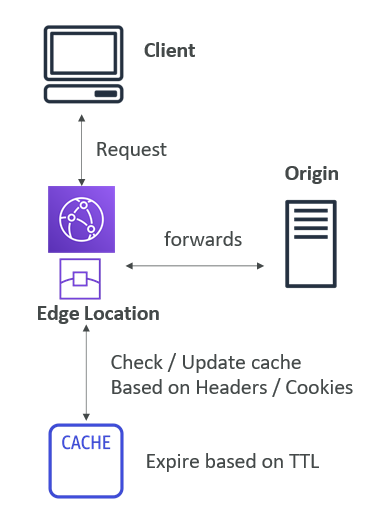 Client
Request
Origin
forwards
Edge Location
Check / Update cache
Based on Headers / Cookies
CACHE
Expire based on TTL